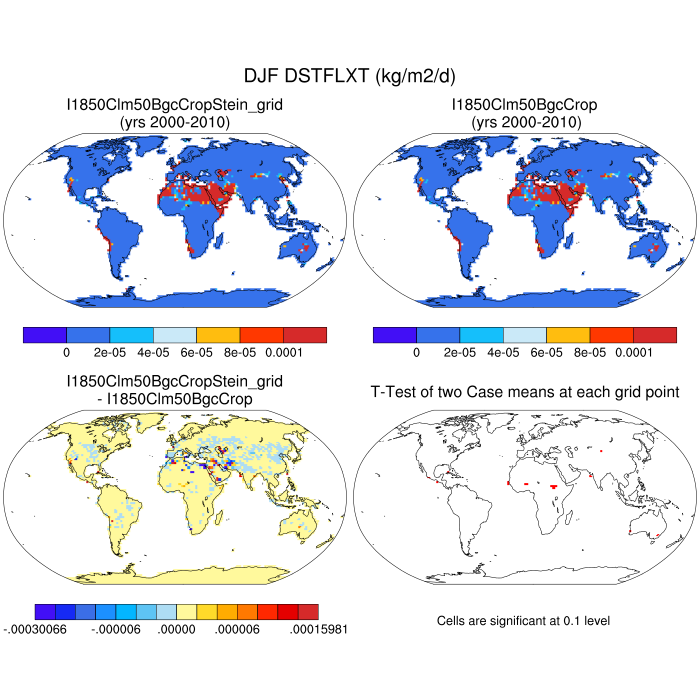 DJF DSTFLXT (kg/m2/d)
I1850Clm50BgcCropStein_grid
(yrs 2000-2010)
I1850Clm50BgcCrop
(yrs 2000-2010)
0 2e-05 4e-05 6e-05 8e-05 0.0001
0 2e-05 4e-05 6e-05 8e-05 0.0001
I1850Clm50BgcCropStein_grid
- I1850Clm50BgcCrop
T-Test of two Case means at each grid point
-.00030066 -.000006 .00000 .000006 .00015981
Cells are significant at 0.1 level